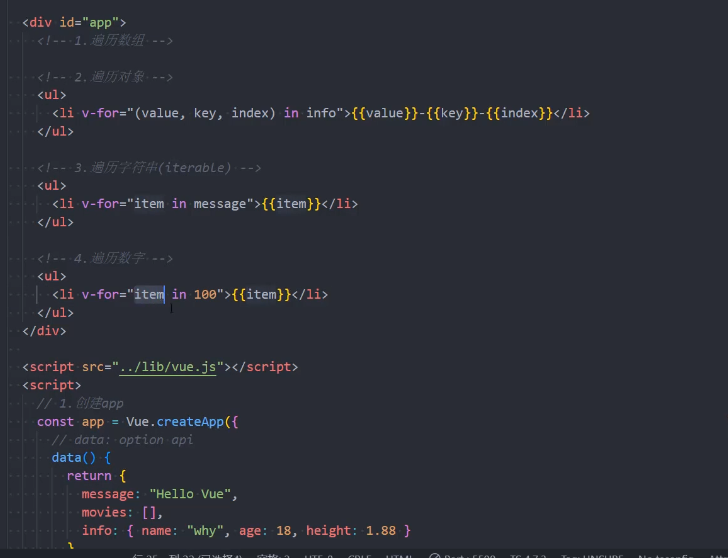 <div id="app">
<!-- 1.遍历数组 -->
<!-- 2.遍历对象 -->
<ul>
<li v-for="(value, key, index) in info">{{value}}-{{key}}-{{index}}</li>
</ul>
<!-- 3.遍历字符串(iterable) -->
<ul>
<li v-for="item in message">{{item}}</li>
</ul>
<!-- 4.遍历数字 -->
<ul>
<li v-for="item in 100">{{item}}</li>
</ul>
</div>
<script src="../lib/vue.js"></script>
<script>
// 1.创建app
const app = Vue.createApp({
// data: option api
data() {
return {
message: "Hello Vue",
movies: [],
info: { name: "why", age: 18, height: 1.88 }
}